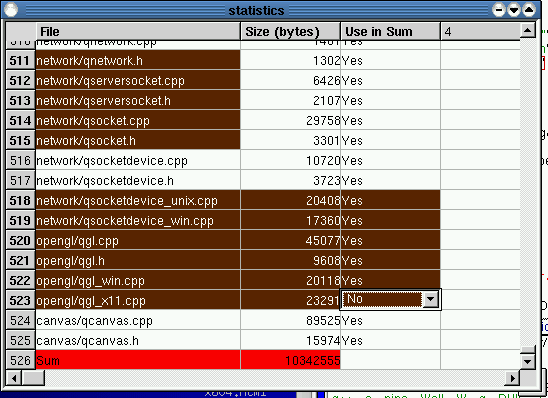 statistics
File Size (bytes) Use in Sum 4
510 network/qnetwork.cpp 1481 Yes
511 network/qnetwork.h 1302 Yes
512 network/qserversocket.cpp 6426 Yes
513 network/qserversocket.h 2107 Yes
514 network/qsocket.cpp 29758 Yes
515 network/qsocket.h 3301 Yes
516 network/qsocketdevice.cpp 10720 Yes
517 network/qsocketdevice.h 3723 Yes
518 network/qsocketdevice_unix.cpp 20408 Yes
519 network/qsocketdevice_win.cpp 17360 Yes
520 opengl/qgl.cpp 45077 Yes
521 opengl/qgl.h 9608 Yes
522 opengl/qgl_win.cpp 20118 Yes
523 opengl/qgl_x11.cpp 23291 No
524 canvas/qcanvas.cpp 89525 Yes
525 canvas/qcanvas.h 15974 Yes
526 Sum 10342555